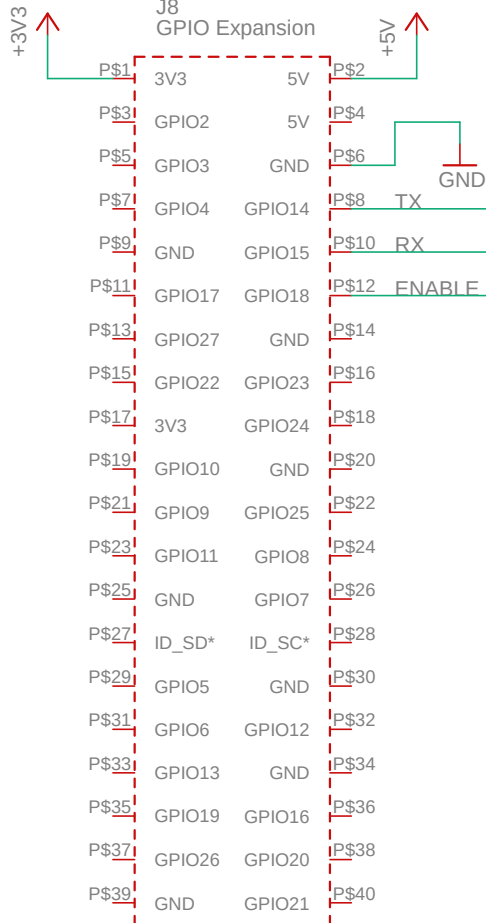 J8
GPIO Expansion
+3V3
+5V
P$1 3V3 5V P$2
P$3 GPIO2 5V P$4
P$5 GPIO3 GND P$6
GND
P$7 GPIO4 GPIO14 P$8 TX
P$9 GND GPIO15 P$10 RX
P$11 GPIO17 GPIO18 P$12 ENABLE
P$13 GPIO27 GND P$14
P$15 GPIO22 GPIO23 P$16
P$17 3V3 GPIO24 P$18
P$19 GPIO10 GND P$20
P$21 GPIO9 GPIO25 P$22
P$23 GPIO11 GPIO8 P$24
P$25 GND GPIO7 P$26
P$27 ID_SD* ID_SC* P$28
P$29 GPIO5 GND P$30
P$31 GPIO6 GPIO12 P$32
P$33 GPIO13 GND P$34
P$35 GPIO19 GPIO16 P$36
P$37 GPIO26 GPIO20 P$38
P$39 GND GPIO21 P$40